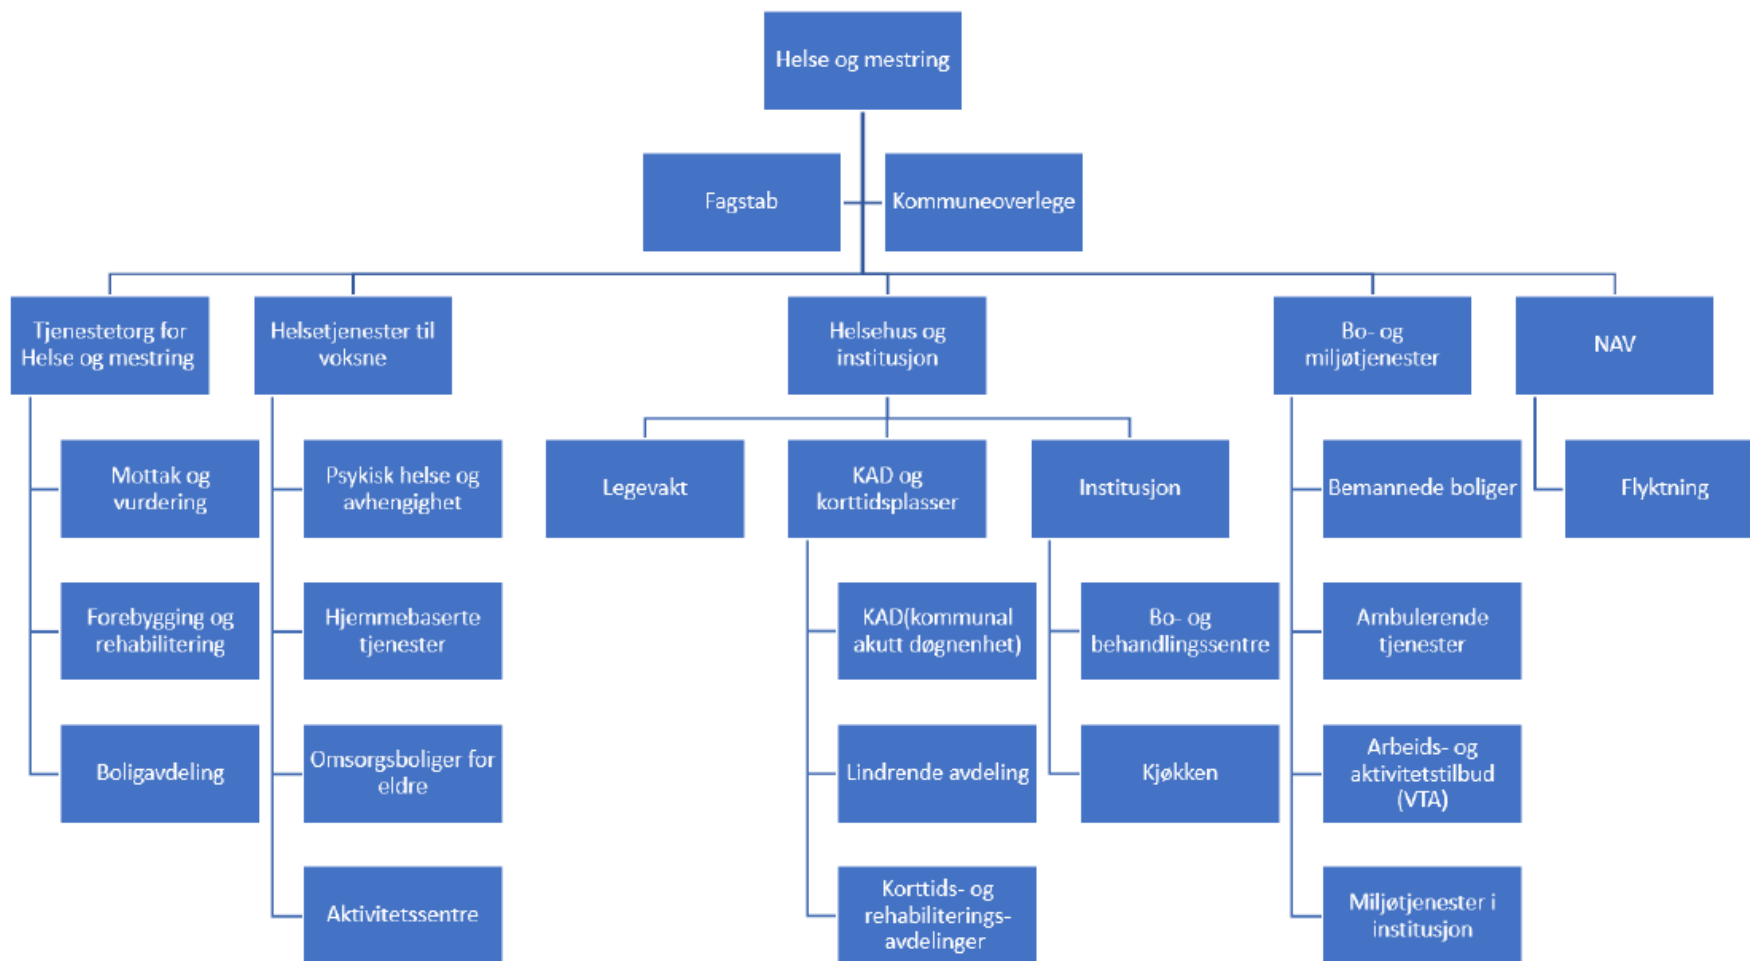 Helse og mestring
Fagstab
Kommuneoverlege
Tjenestetorg for
Helse og mestring
Helsetjenester til
voksne
Helsehus og
institusjon
Bo- og
miljøtjenester
NAV
Mottak og
vurdering
Psykisk helse og
avhengighet
Legevakt
KAD og
korttidsplasser
Institusjon
Bemannede boliger
Flyktning
Forebygging og
rehabilitering
Hjemmebaserte
tjenester
KAD(kommunal
akutt døgnenhet)
Bo- og
behandlingssentre
Ambulerende
tjenester
Boligavdeling
Omsorgsboliger for
eldre
Lindrende avdeling
Kjøkken
Arbeids- og
aktivitetstilbud
(VTA)
Aktivitetssentre
Korttids- og
rehabiliterings-
avdelinger
Miljøtjenester i
institusjon